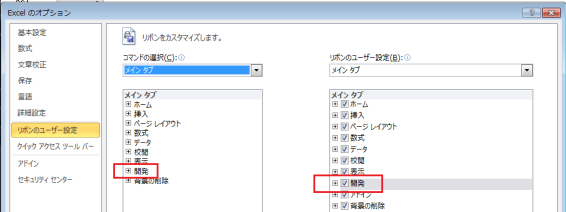 Excel のオプション
基本設定
数式
文章校正
保存
言語
詳細設定
リボンのユーザー設定
クイック アクセス ツール バー
アドイン
セキュリティ センター
リボンをカスタマイズします。
コマンドの選択(C):
メイン タブ
メイン タブ
ホーム
挿入
ページ レイアウト
数式
データ
校閲
表示
開発
背景の削除
リボンのユーザー設定(B):
メイン タブ
メイン タブ
ホーム
挿入
ページ レイアウト
数式
データ
校閲
表示
開発
アドイン
背景の削除